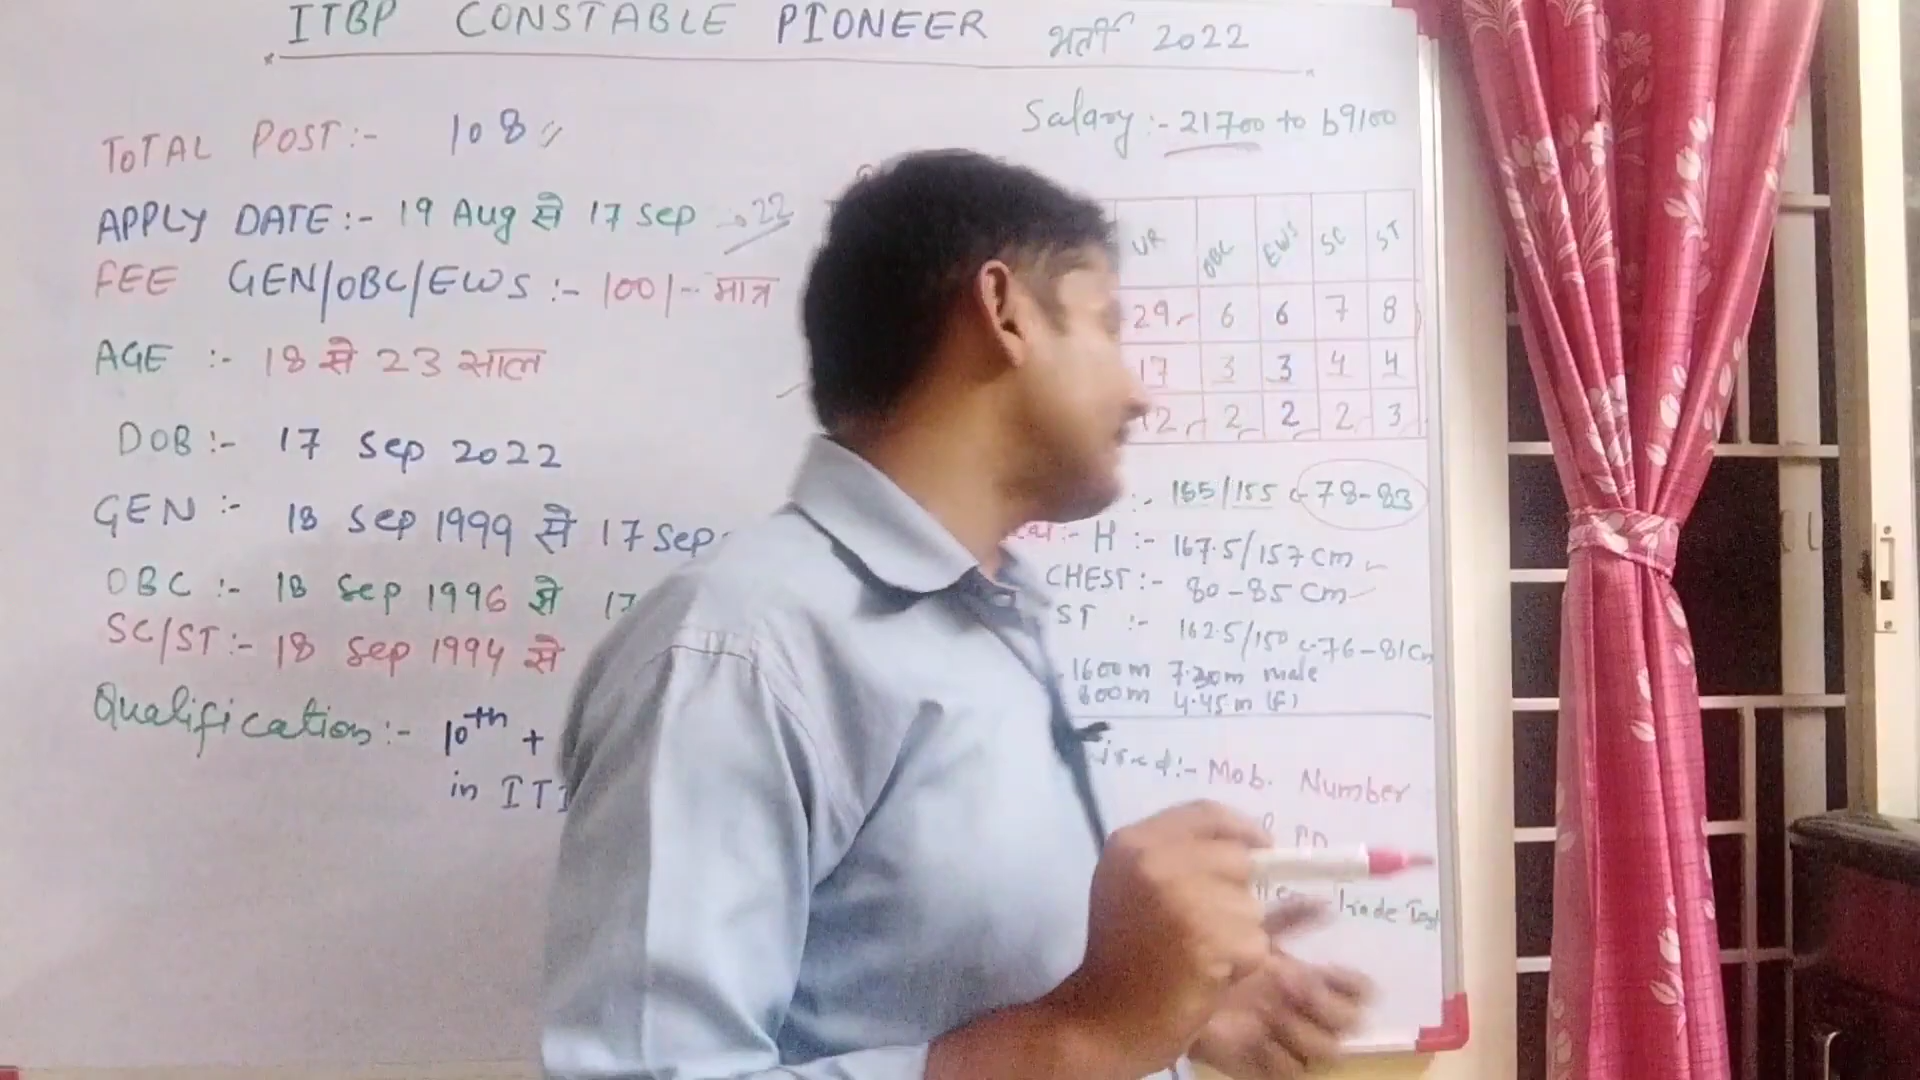 ITBP CONSTABLE PIONEER भर्ती 2022
TOTAL POST:- 108
Salary:- 21700 to 69100
APPLY DATE:- 19 Aug से 17 Sep 22
FEE GEN/OBC/EWS:- 100/- मात्र
AGE:- 18 से 23 साल
DOB:- 17 Sep 2022
GEN:- 18 Sep 1999 से 17 Sep
OBC:- 18 Sep 1996 से 17
SC/ST:- 18 Sep 1994 से
Qualification:- 10th +
in ITI
UR OBC EWS SC ST
29 6 6 7 8
17 3 3 4 4
12 2 2 2 3
:- 165/155 c- 78-83
H:- 167.5/157 cm
CHEST:- 80-85 Cm
ST:- 162.5/150 c-76-81 Cm
1600m 7.30m male
800m 4.45m (F)
Mob. Number
Trade Test